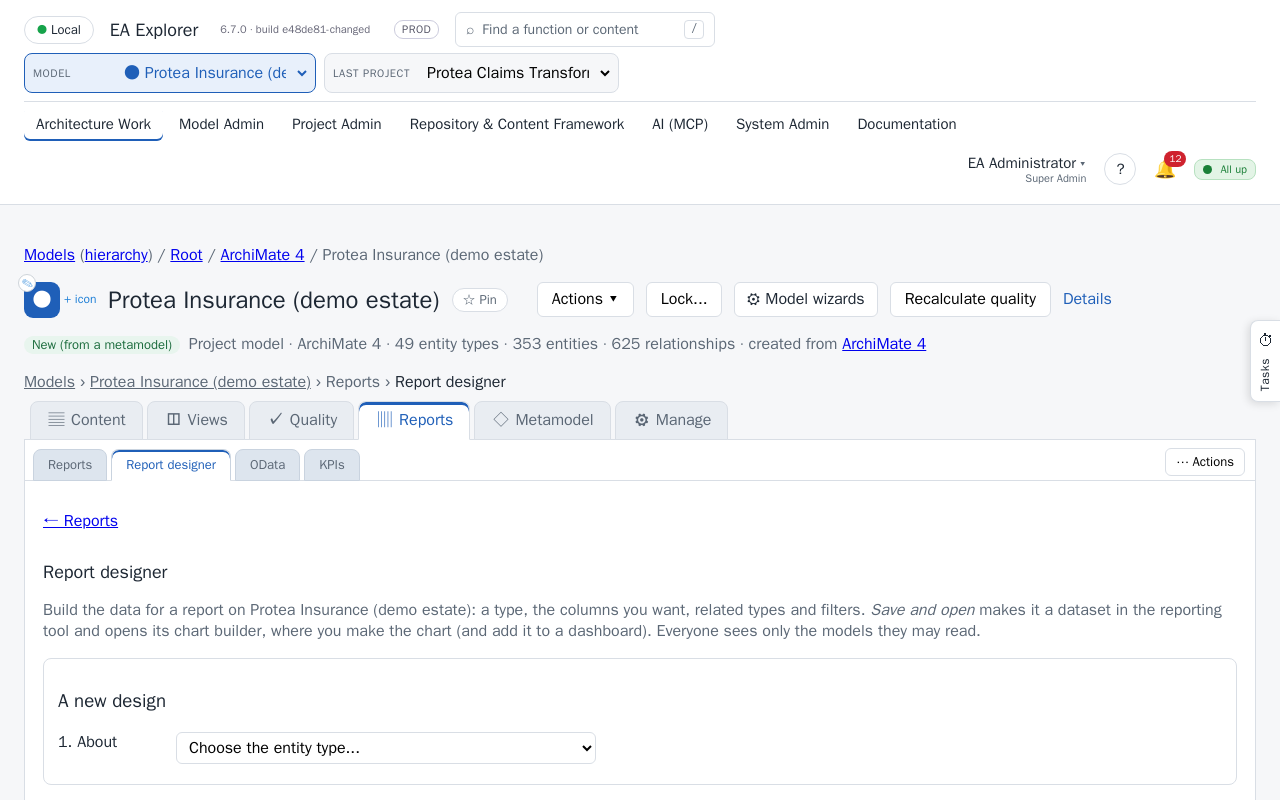 Local
EA Explorer
6.7.0 · build e48de81-changed
PROD
Find a function or content
/
MODEL
Protea Insurance (de
LAST PROJECT
Protea Claims Transfor
Architecture Work
Model Admin
Project Admin
Repository & Content Framework
AI (MCP)
System Admin
Documentation
EA Administrator
Super Admin
?
12
All up
Models (hierarchy) / Root / ArchiMate 4 / Protea Insurance (demo estate)
+ icon
Protea Insurance (demo estate)
☆ Pin
Actions ▾
Lock...
⚙ Model wizards
Recalculate quality
Details
New (from a metamodel)
Project model · ArchiMate 4 · 49 entity types · 353 entities · 625 relationships · created from ArchiMate 4
Tasks
Models › Protea Insurance (demo estate) › Reports › Report designer
Content
Views
Quality
Reports
Metamodel
Manage
Reports
Report designer
OData
KPIs
··· Actions
← Reports
Report designer
Build the data for a report on Protea Insurance (demo estate): a type, the columns you want, related types and filters. Save and open makes it a dataset in the reporting
tool and opens its chart builder, where you make the chart (and add it to a dashboard). Everyone sees only the models they may read.
A new design
1. About
Choose the entity type...